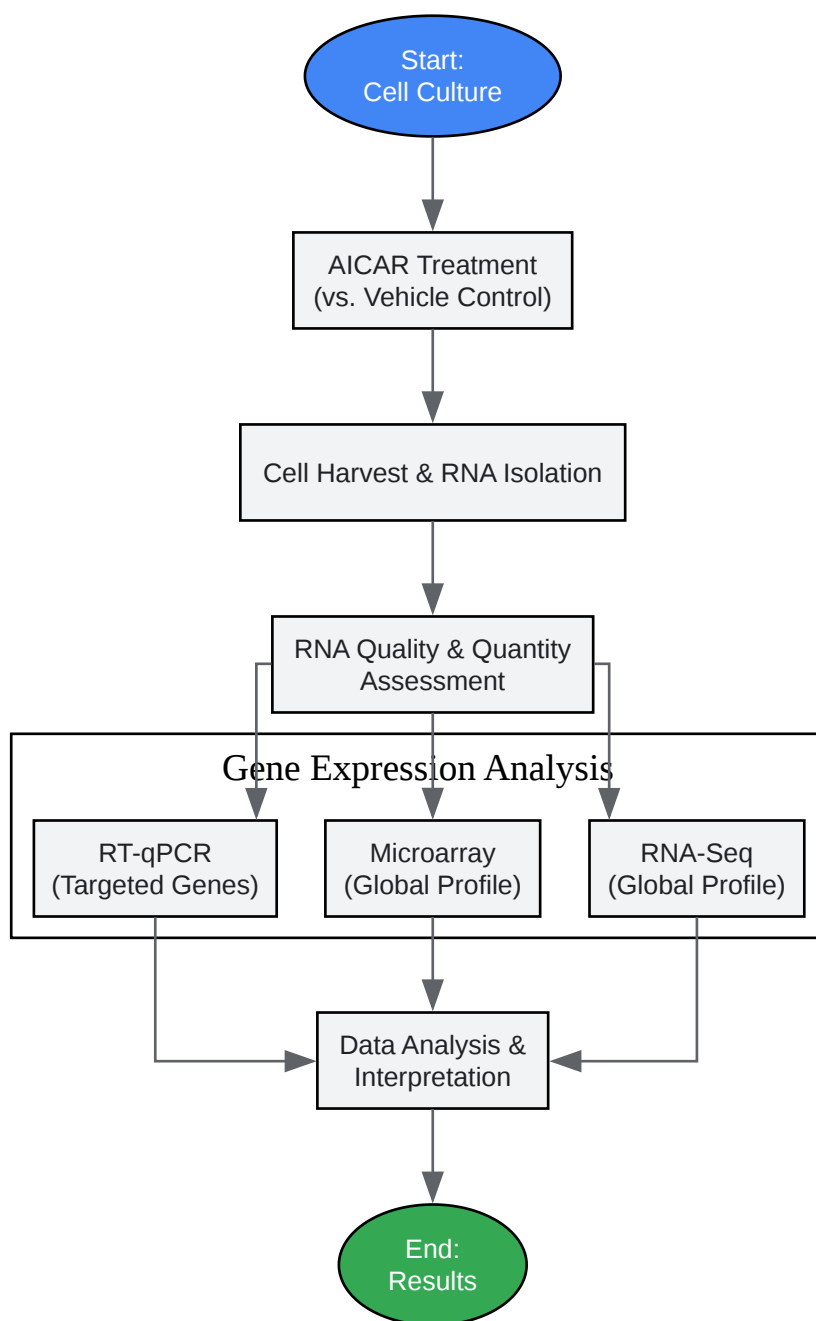 Start:
Cell Culture
AICAR Treatment
(vs. Vehicle Control)
Cell Harvest & RNA Isolation
RNA Quality & Quantity
Assessment
Gene Expression Analysis
RT-qPCR
(Targeted Genes)
Microarray
(Global Profile)
RNA-Seq
(Global Profile)
Data Analysis &
Interpretation
End:
Results